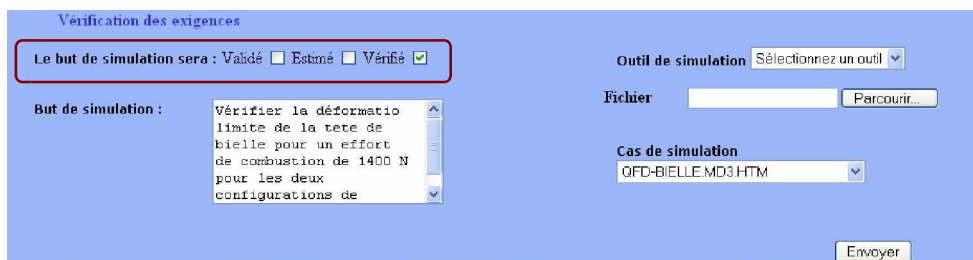 Vérification des exigences
Le but de simulation sera : Validé Estimé Vérifié
Outil de simulation Sélectionnez un outil
Fichier Parcourir...
But de simulation :
Vérifier la déformatio
limite de la tete de
bielle pour un effort
de combustion de 1400 N
pour les deux
configurations de
Cas de simulation
QFD-BIELLE.MD3.HTM
Envoyer